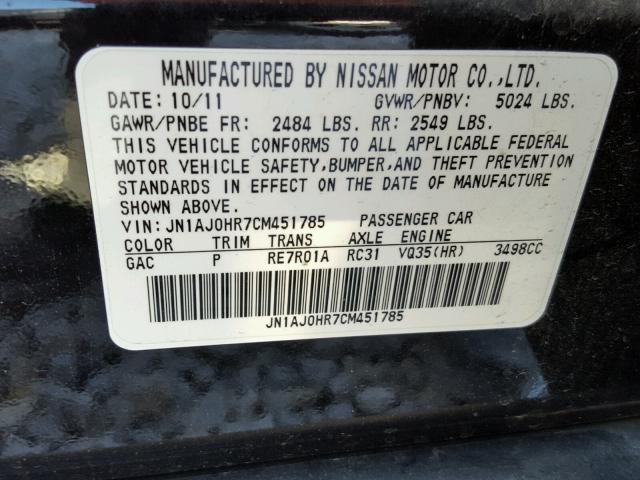 MANUFACTURED BY NISSAN MOTOR CO.,LTD.
DATE: 10/11 GVWR/PNBV: 5024 LBS.
GAWR/PNBE FR: 2484 LBS. RR: 2549 LBS.
THIS VEHICLE CONFORMS TO ALL APPLICABLE FEDERAL
MOTOR VEHICLE SAFETY,BUMPER,AND THEFT PREVENTION
STANDARDS IN EFFECT ON THE DATE OF MANUFACTURE
SHOWN ABOVE.
VIN: JN1AJ0HR7CM451785 PASSENGER CAR
COLOR TRIM TRANS AXLE ENGINE
GAC P RE7R01A RC31 VQ35(HR) 3498CC
JN1AJ0HR7CM451785